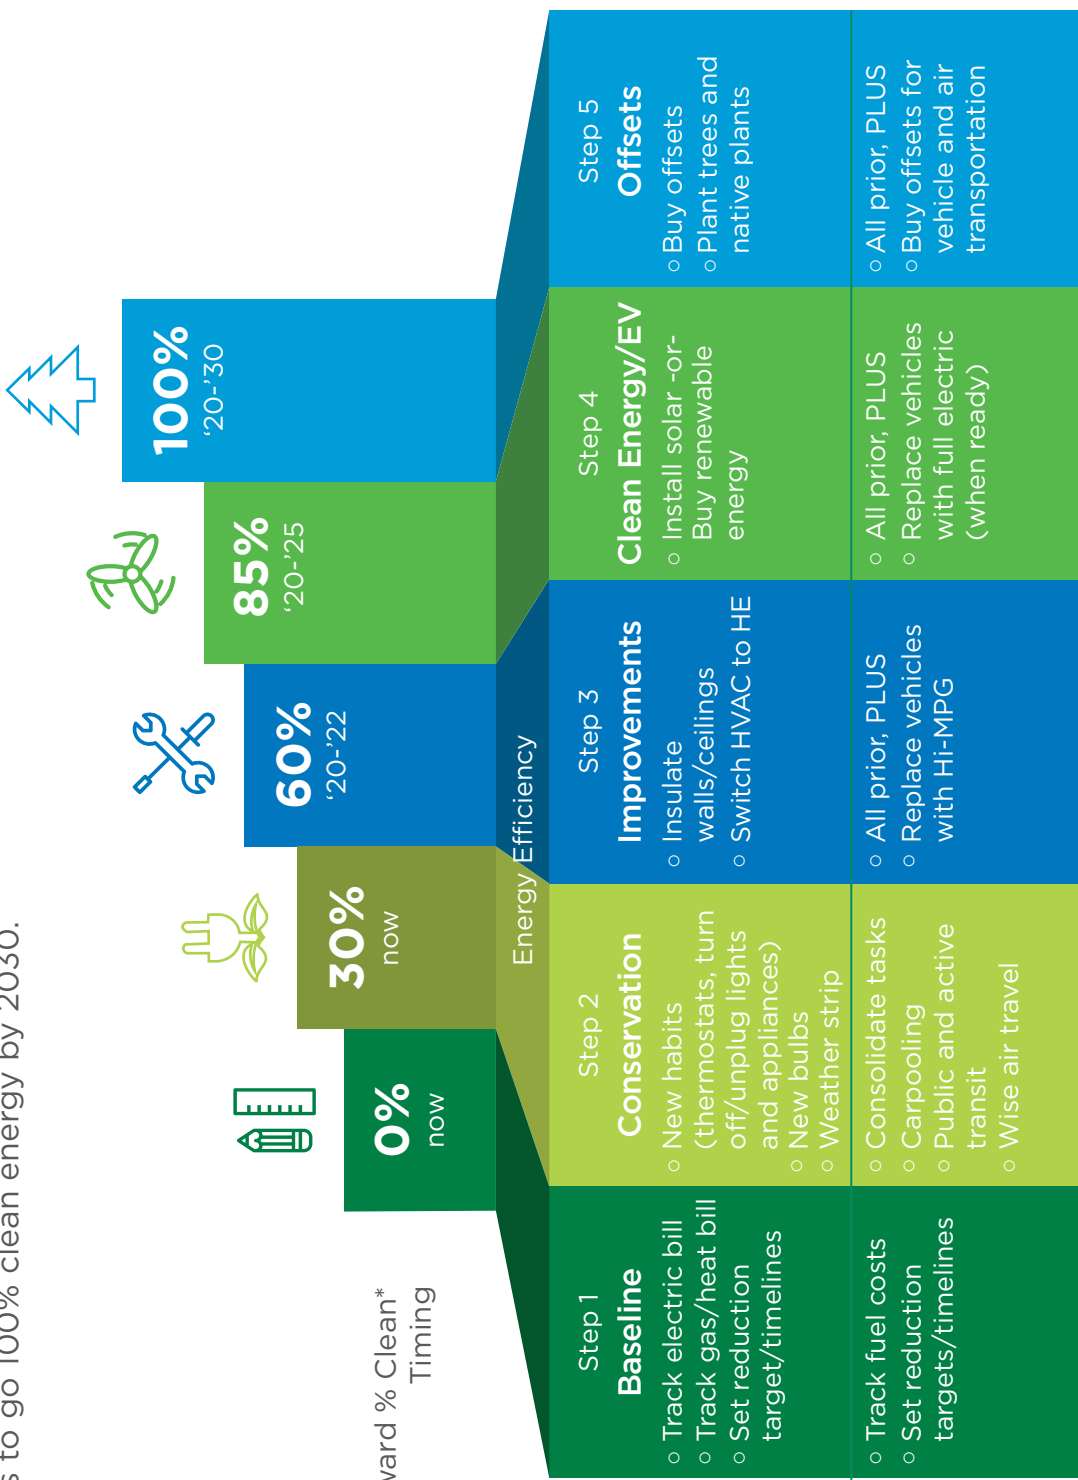 to go 100% clean energy by 2030.
% Clean*
Timing
0%
now
30%
now
60%
‘20-’22
85%
‘20-’25
100%
‘20-’30
Energy Efficiency
Step 1
Baseline
○ Track electric bill
○ Track gas/heat bill
○ Set reduction
target/timelines
○ Track fuel costs
○ Set reduction
targets/timelines
Step 2
Conservation
○ New habits
(thermostats, turn
off/unplug lights
and appliances)
○ New bulbs
○ Weather strip
○ Consolidate tasks
○ Carpooling
○ Public and active
transit
○ Wise air travel
Step 3
Improvements
○ Insulate
walls/ceilings
○ Switch HVAC to HE
○ All prior, PLUS
○ Replace vehicles
with Hi-MPG
Step 4
Clean Energy/EV
○ Install solar -or-
Buy renewable
energy
○ All prior, PLUS
○ Replace vehicles
with full electric
(when ready)
Step 5
Offsets
○ Buy offsets
○ Plant trees and
native plants
○ All prior, PLUS
○ Buy offsets for
vehicle and air
transportation